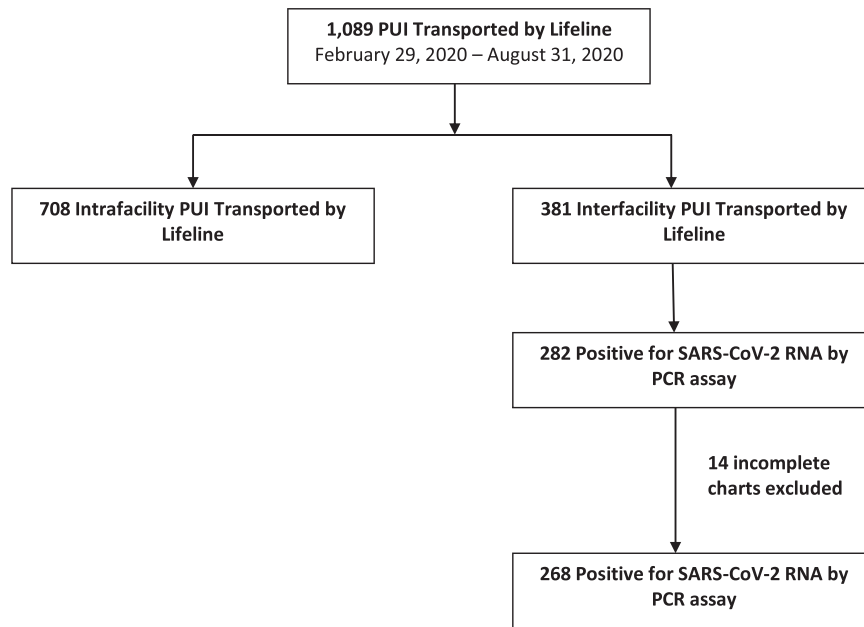 1,089 PUI Transported by Lifeline
February 29, 2020 – August 31, 2020
708 Intrafacility PUI Transported by
Lifeline
381 Interfacility PUI Transported by
Lifeline
282 Positive for SARS-CoV-2 RNA by
PCR assay
14 incomplete
charts excluded
268 Positive for SARS-CoV-2 RNA by
PCR assay